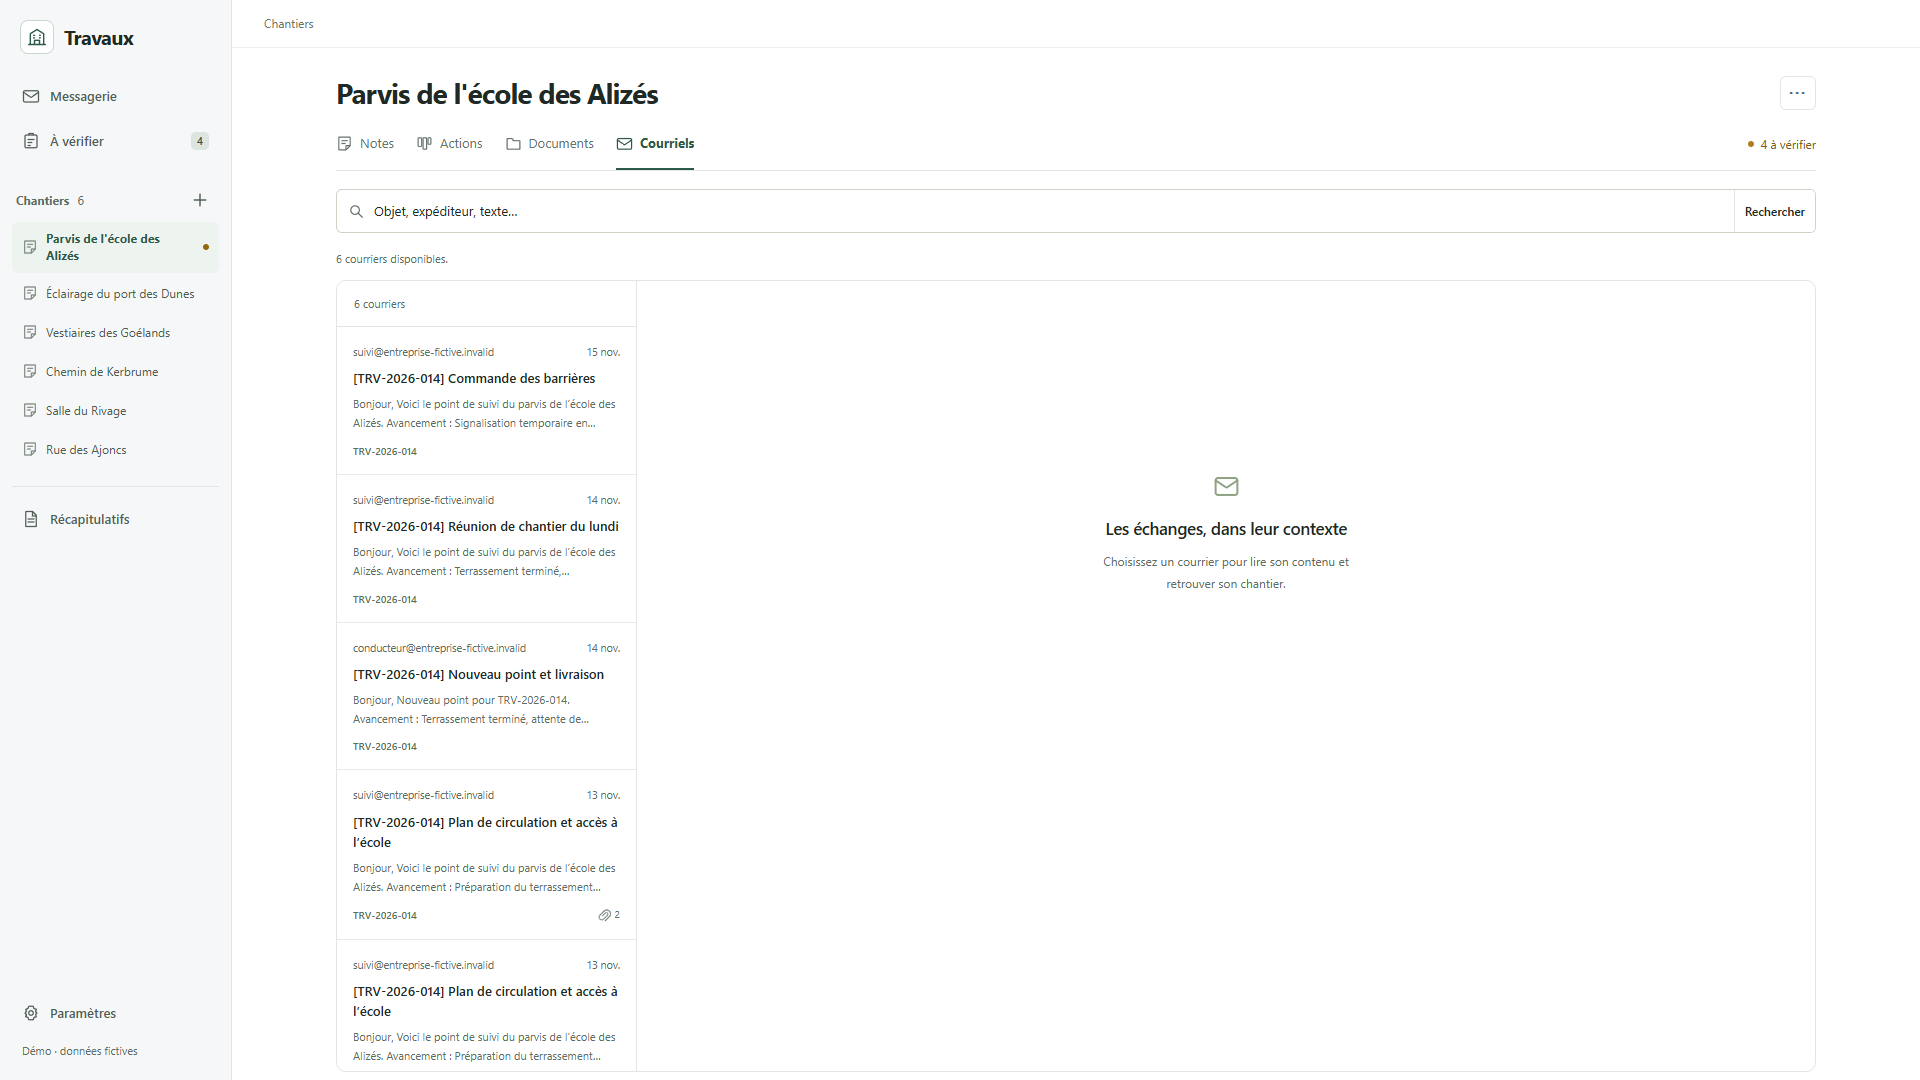 Travaux
Messagerie
À vérifier
4
Chantiers 6
Parvis de l'école des
Alizés
Éclairage du port des Dunes
Vestiaires des Goélands
Chemin de Kerbrume
Salle du Rivage
Rue des Ajoncs
Récapitulatifs
Paramètres
Démo · données fictives
Chantiers
Parvis de l'école des Alizés
Notes
Actions
Documents
Courriels
4 à vérifier
Objet, expéditeur, texte...
Rechercher
6 courriers disponibles.
6 courriers
suivi@entreprise-fictive.invalid 15 nov.
[TRV-2026-014] Commande des barrières
Bonjour, Voici le point de suivi du parvis de l'école des
Alizés. Avancement : Signalisation temporaire en...
TRV-2026-014
suivi@entreprise-fictive.invalid 14 nov.
[TRV-2026-014] Réunion de chantier du lundi
Bonjour, Voici le point de suivi du parvis de l'école des
Alizés. Avancement : Terrassement terminé,...
TRV-2026-014
conducteur@entreprise-fictive.invalid 14 nov.
[TRV-2026-014] Nouveau point et livraison
Bonjour, Nouveau point pour TRV-2026-014.
Avancement : Terrassement terminé, attente de...
TRV-2026-014
suivi@entreprise-fictive.invalid 13 nov.
[TRV-2026-014] Plan de circulation et accès à
l'école
Bonjour, Voici le point de suivi du parvis de l'école des
Alizés. Avancement : Préparation du terrassement...
TRV-2026-014 2
suivi@entreprise-fictive.invalid 13 nov.
[TRV-2026-014] Plan de circulation et accès à
l'école
Bonjour, Voici le point de suivi du parvis de l'école des
Alizés. Avancement : Préparation du terrassement...
Les échanges, dans leur contexte
Choisissez un courrier pour lire son contenu et
retrouver son chantier.